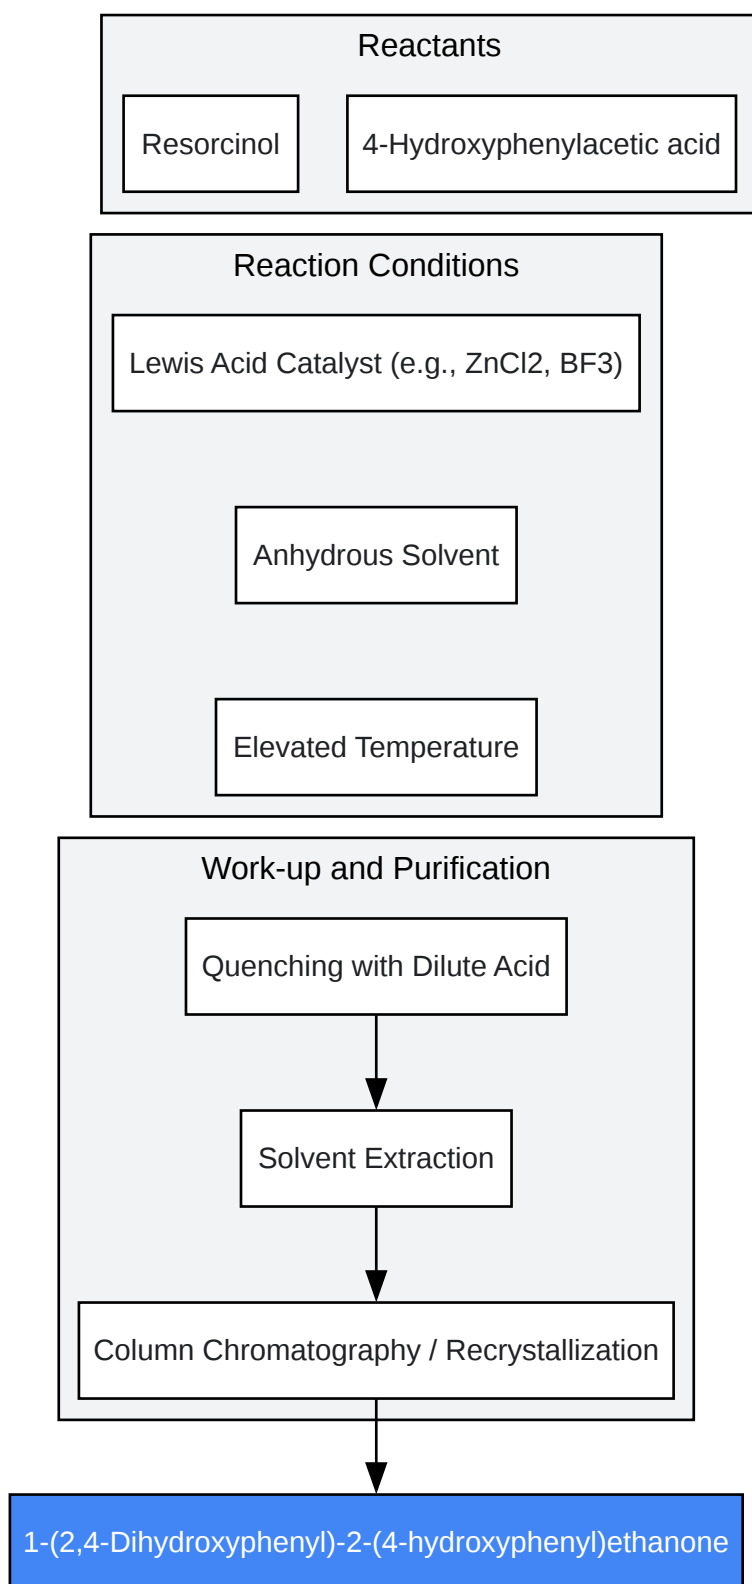 Reactants
Resorcinol
4-Hydroxyphenylacetic acid
Reaction Conditions
Lewis Acid Catalyst (e.g., ZnCl2, BF3)
Anhydrous Solvent
Elevated Temperature
Work-up and Purification
Quenching with Dilute Acid
Solvent Extraction
Column Chromatography / Recrystallization
1-(2,4-Dihydroxyphenyl)-2-(4-hydroxyphenyl)ethanone